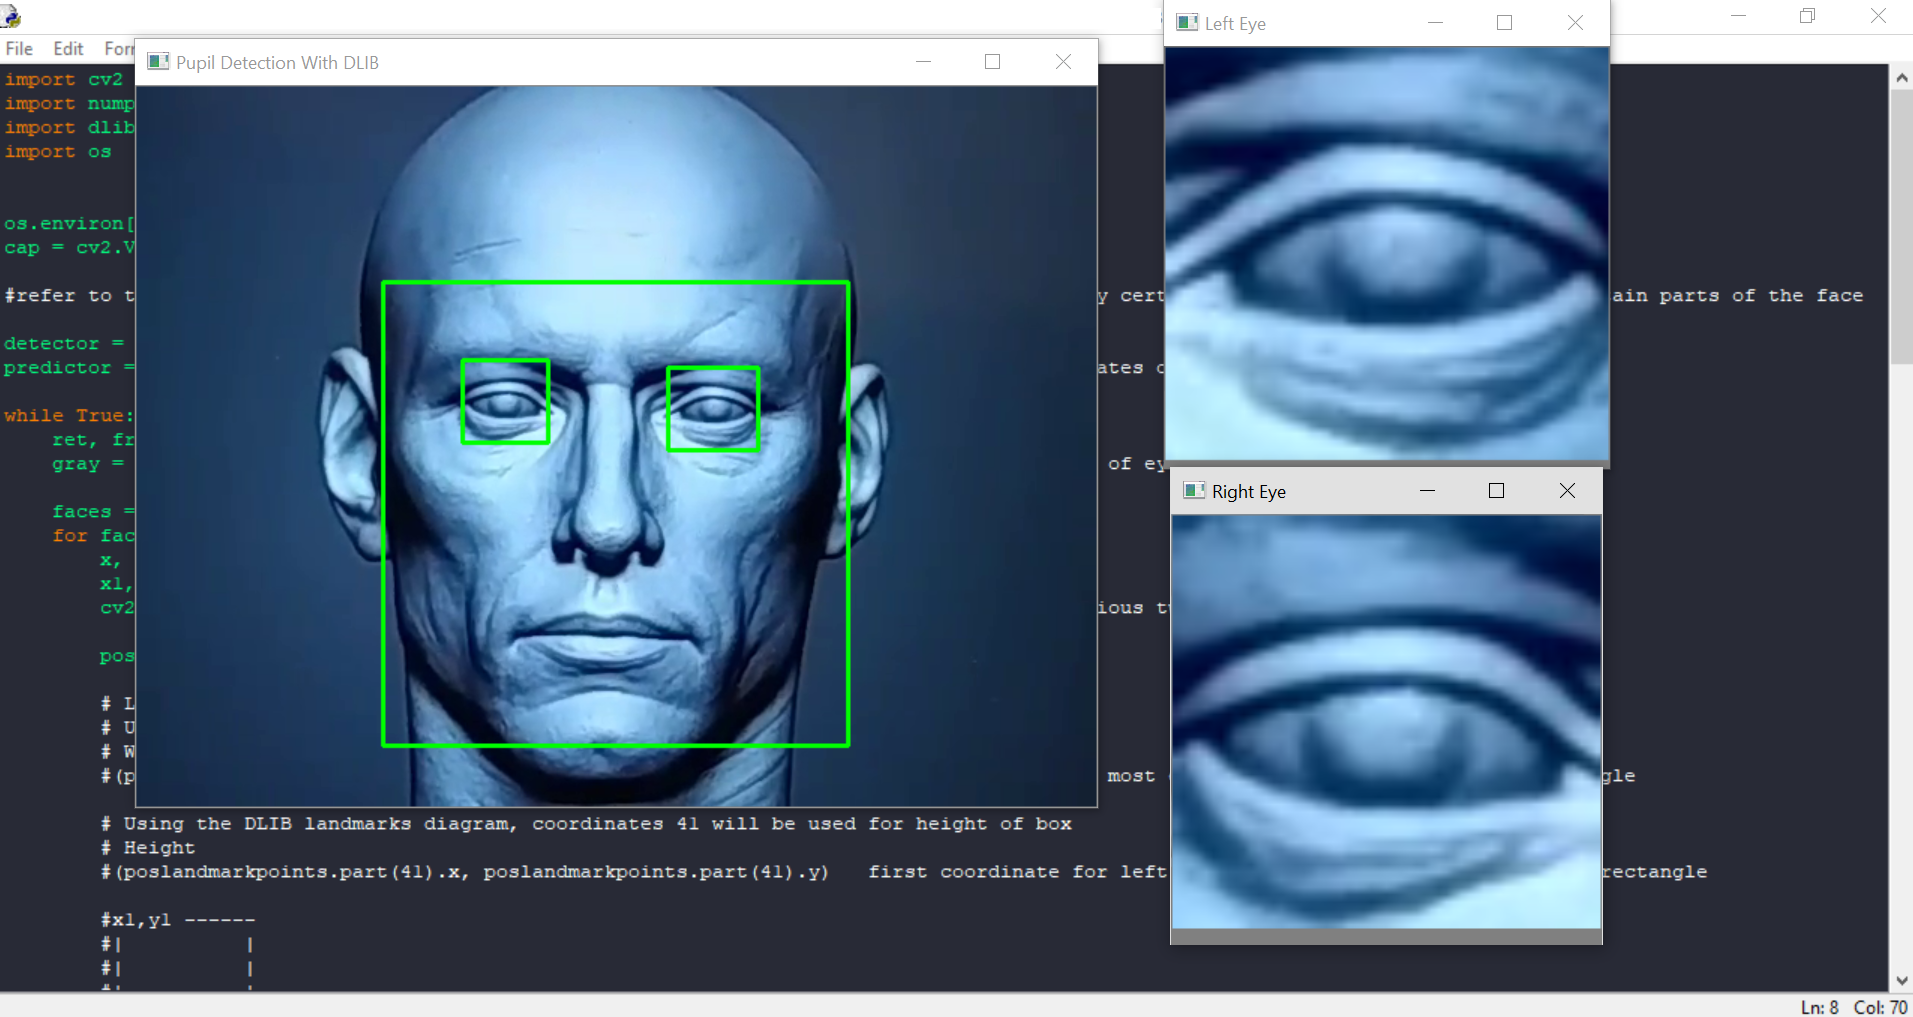 File Edit
Pupil Detection With DLIB
Left Eye
Right Eye
import cv2
import nump
import dlib
import os
os.environ[
cap = cv2.V
#refer to t
y cert
ain parts of the face
detector =
predictor =
ates
while True:
ret, fr
gray =
of ey
faces =
for fac
x,
x1,
cv2
ious
pos
# L
# U
# W
#(p
most
gle
# Using the DLIB landmarks diagram, coordinates 41 will be used for height of box
# Height
#(poslandmarkpoints.part(41).x, poslandmarkpoints.part(41).y) first coordinate for left
rectangle
#x1,y1 ------
#| |
#| |
Ln: 8 Col: 70